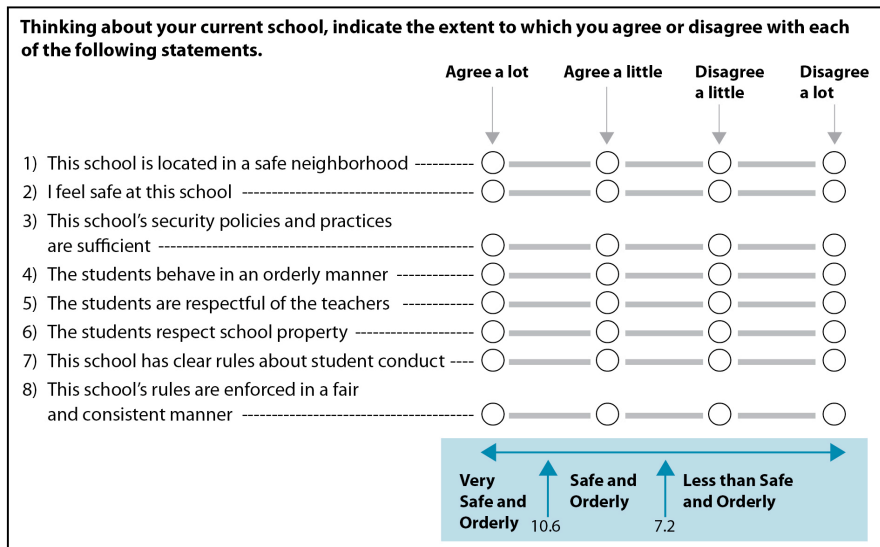 Thinking about your current school, indicate the extent to which you agree or disagree with each
of the following statements.
Agree a lot
Agree a little
Disagree
a little
Disagree
a lot
1) This school is located in a safe neighborhood ----------
2) I feel safe at this school ---------------------------------------
3) This school’s security policies and practices
are sufficient -----------------------------------------------------
4) The students behave in an orderly manner -------------
5) The students are respectful of the teachers --------------
6) The students respect school property --------------------
7) This school has clear rules about student conduct ----
8) This school’s rules are enforced in a fair
and consistent manner ---------------------------------------
Very
Safe and
Orderly
10.6
Safe and
Orderly
7.2
Less than Safe
and Orderly